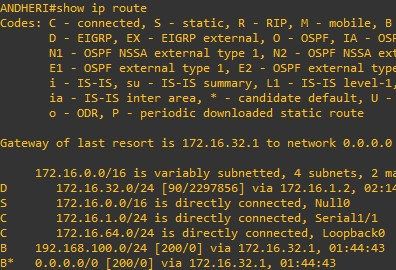 ANDHERI#show ip route
Codes: C - connected, S - static, R - RIP, M - mobile, B
D - EIGRP, EX - EIGRP external, O - OSPF, IA - OSP
N1 - OSPF NSSA external type 1, N2 - OSPF NSSA ext
E1 - OSPF external type 1, E2 - OSPF external type
i - IS-IS, su - IS-IS summary, L1 - IS-IS level-1,
ia - IS-IS inter area, * - candidate default, U -
o - ODR, P - periodic downloaded static route
Gateway of last resort is 172.16.32.1 to network 0.0.0.0
172.16.0.0/16 is variably subnetted, 4 subnets, 2 ma
D 172.16.32.0/24 [90/2297856] via 172.16.1.2, 02:14
S 172.16.0.0/16 is directly connected, Null0
C 172.16.1.0/24 is directly connected, Serial1/1
C 172.16.64.0/24 is directly connected, Loopback0
B 192.168.100.0/24 [200/0] via 172.16.32.1, 01:44:43
B* 0.0.0.0/0 [200/0] via 172.16.32.1, 01:44:43